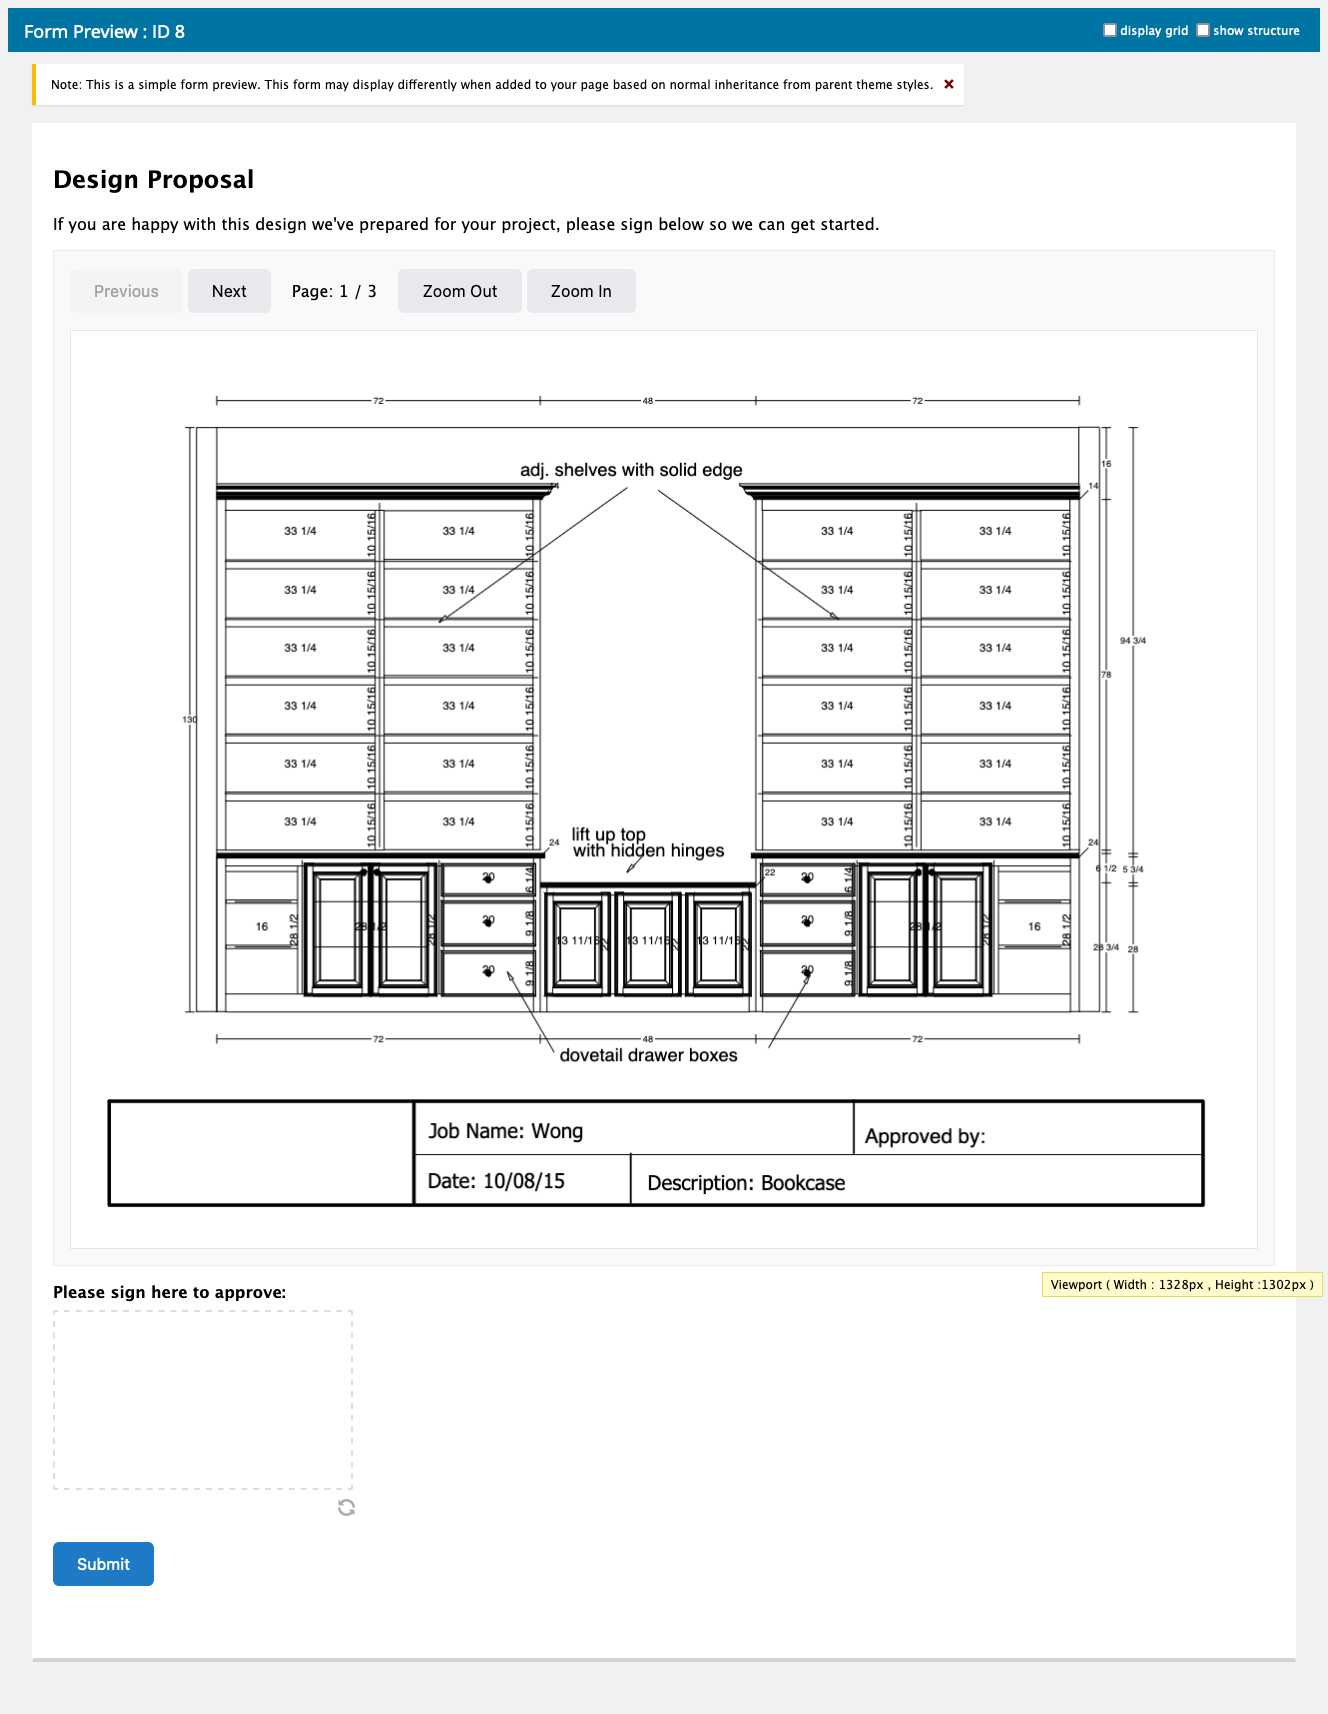 Form Preview : ID 8
display grid show structure
Note: This is a simple form preview. This form may display differently when added to your page based on normal inheritance from parent theme styles.
Design Proposal
If you are happy with this design we've prepared for your project, please sign below so we can get started.
Previous Next Page: 1 / 3 Zoom Out Zoom In
72 48 72
adj. shelves with solid edge
16
14
33 1/4 10 15/16 33 1/4 10 15/16 33 1/4 10 15/16 33 1/4 10 15/16
33 1/4 10 15/16 33 1/4 10 15/16 33 1/4 10 15/16 33 1/4 10 15/16
33 1/4 10 15/16 33 1/4 10 15/16 33 1/4 10 15/16 33 1/4 10 15/16
94 3/4
78
33 1/4 10 15/16 33 1/4 10 15/16 33 1/4 10 15/16 33 1/4 10 15/16
130
33 1/4 10 15/16 33 1/4 10 15/16 33 1/4 10 15/16 33 1/4 10 15/16
33 1/4 10 15/16 33 1/4 10 15/16 33 1/4 10 15/16 33 1/4 10 15/16
lift up top
24 24
with hidden hinges
22
20 6 1/4 20 6 1/4 6 1/2 5 3/4
20 9 1/8 20 9 1/8
16 28 1/2 28 1/2 28 1/2 28 1/2 28 1/2 16 28 1/2
13 11/16 22 13 11/16 22 13 11/16 22
28 3/4 28
20 9 1/8 20 9 1/8
72 48 72
dovetail drawer boxes
Job Name: Wong
Approved by:
Date: 10/08/15
Description: Bookcase
Please sign here to approve:
Viewport ( Width : 1328px , Height :1302px )
Submit